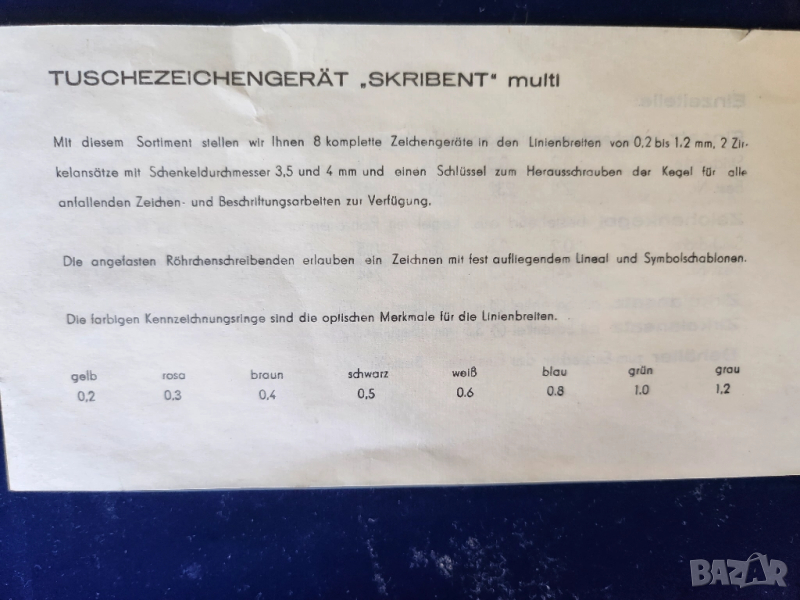 TUSCHEZEICHENGERÄT „SKRIBENT" multi
Mit diesem Sortiment stellen wir Ihnen 8 komplette Zeichengeräte in den Linienbreiten von 0,2 bis 1.2 mm, 2 Zir-
kelansätze mit Schenkeldurchmesser 3,5 und 4 mm und einen Schlüssel zum Herausschrauben der Kegel für alle
anfallenden Zeichen- und Beschriftungsarbeiten zur Verfügung.
Die angefasten Röhrchenschreibenden erlauben ein Zeichnen mit fest aufliegendem Lineal und Symbolschablonen.
Die farbigen Kennzeichnungsringe sind die optischen Merkmale für die Linienbreiten.
gelb rosa braun schwarz weiß blau grün grau
0,2 0.3 0,4 0,5 0.6 0.8 1.0 1,2
BAZAR